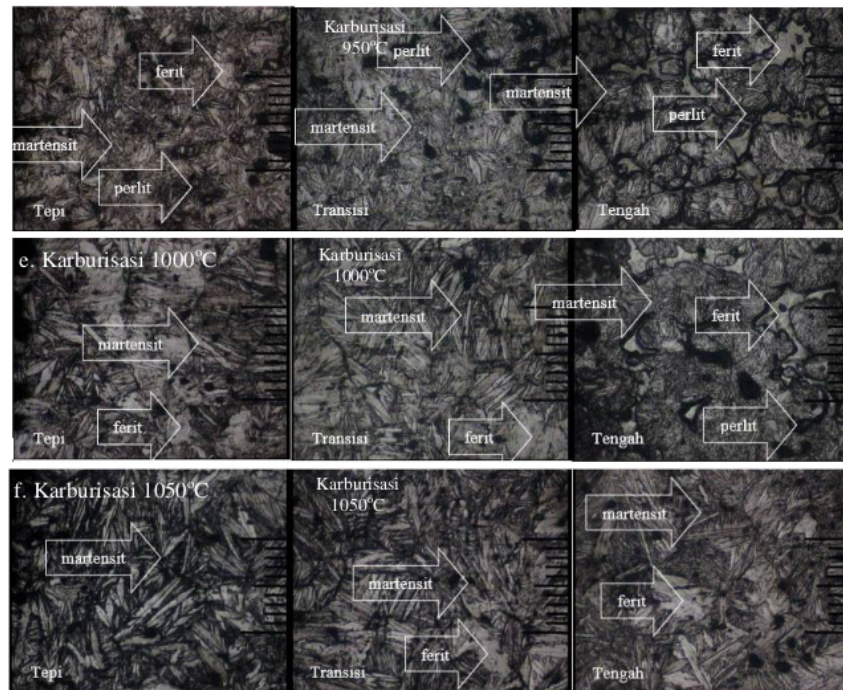 Karburisasi
950°C
ferit
martensit
perlit
Tepi
perlit
martensit
Transisi
ferit
martensit
perlit
Tengah
e. Karburisasi 1000°C
martensit
ferit
Tepi
Karburisasi
1000°C
martensit
ferit
Transisi
martensit
ferit
perlit
Tengah
f. Karburisasi 1050°C
martensit
Tepi
Karburisasi
1050°C
martensit
ferit
Transisi
martensit
ferit
Tengah